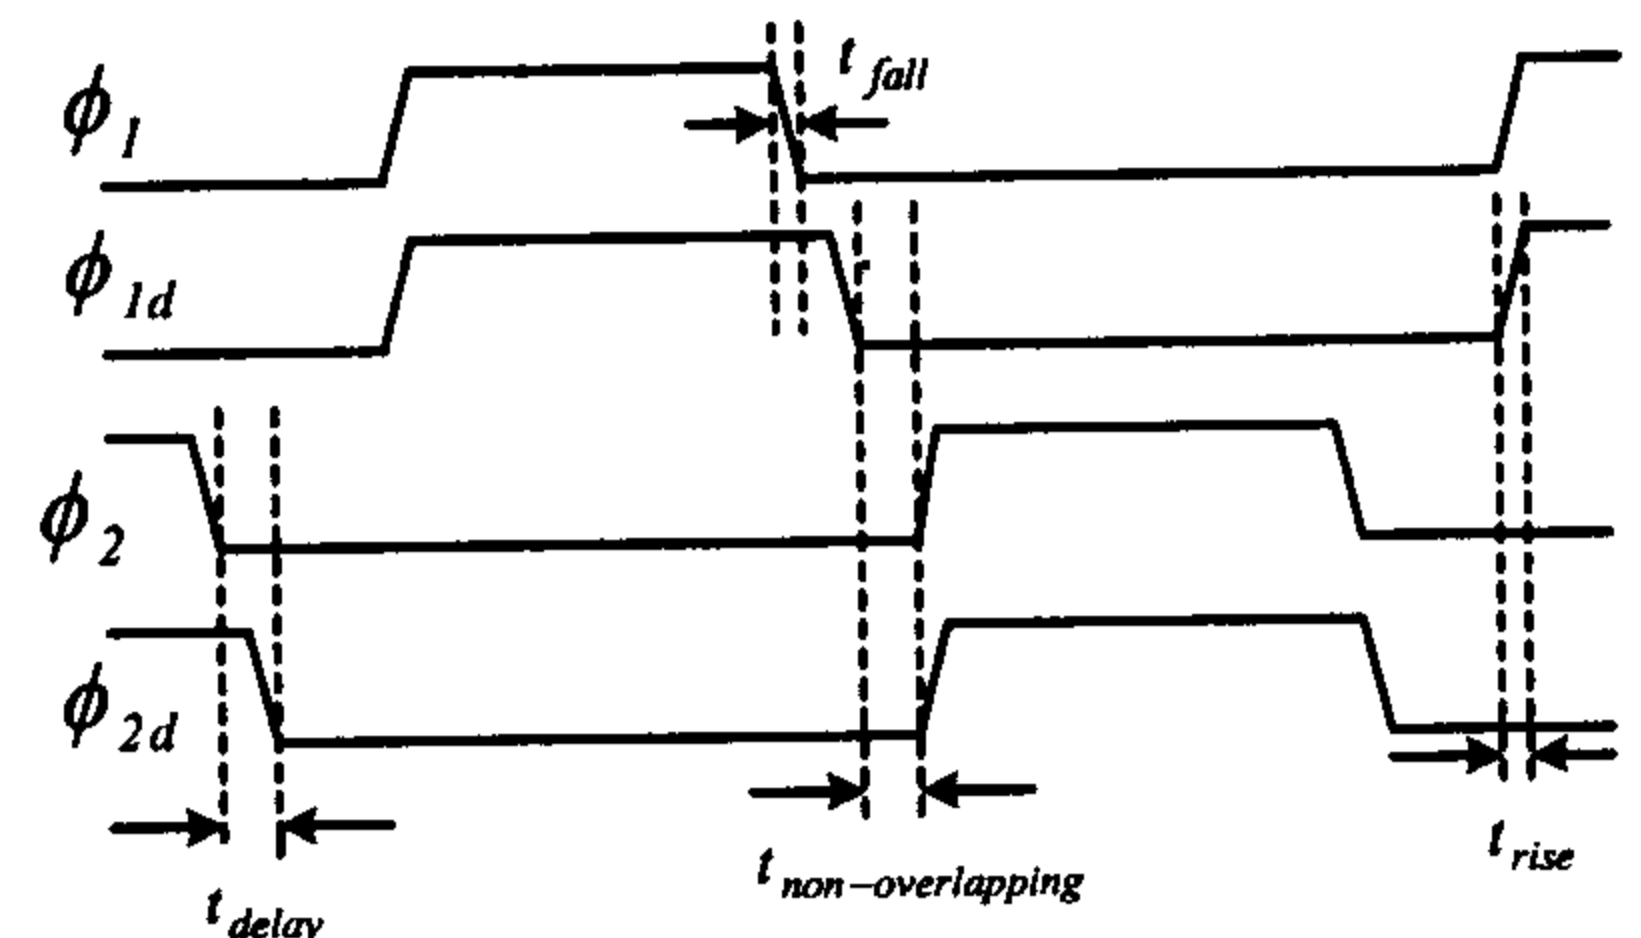 ϕ1
t fall
ϕ1d
ϕ2
ϕ2d
t delay
t non-overlapping
t rise